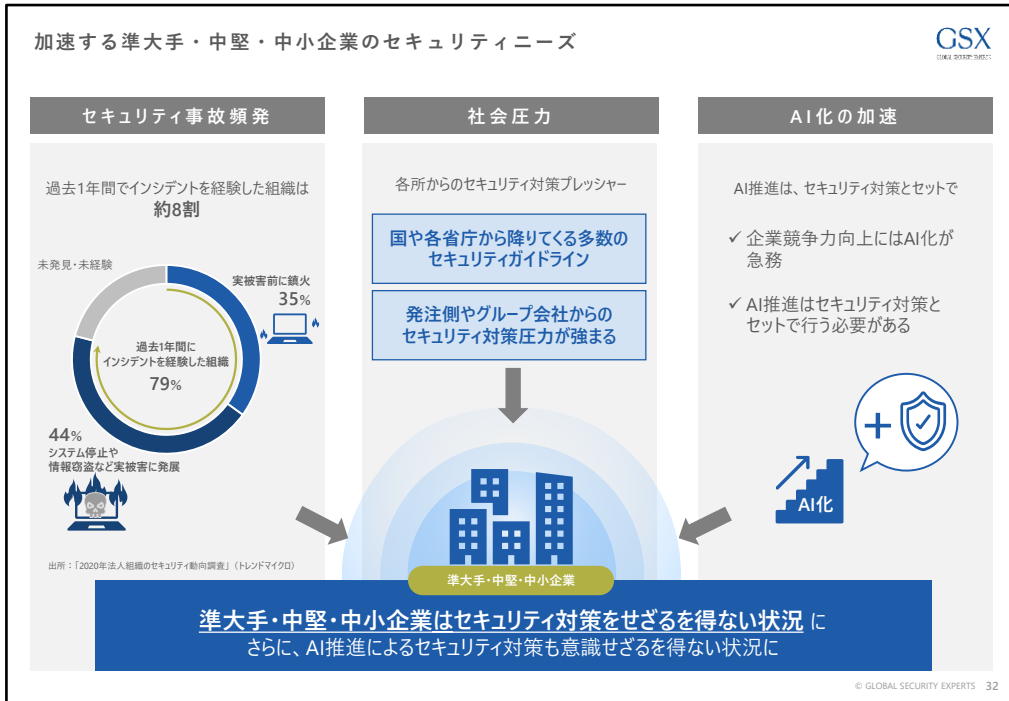 加速する準大手・中堅・中小企業のセキュリティニーズ
GSX
GLOBAL SECURITY EXPERTS
セキュリティ事故頻発
過去1年間でインシデントを経験した組織は
約8割
未発見・未経験
実被害前に鎮火
35%
過去1年間に
インシデントを経験した組織
79%
44%
システム停止や
情報窃盗など実被害に発展
出所：「2020年法人組織のセキュリティ動向調査」（トレンドマイクロ）
社会圧力
各所からのセキュリティ対策プレッシャー
国や各省庁から降りてくる多数の
セキュリティガイドライン
発注側やグループ会社からの
セキュリティ対策圧力が強まる
準大手・中堅・中小企業
AI化の加速
AI推進は、セキュリティ対策とセットで
✓ 企業競争力向上にはAI化が
急務
✓ AI推進はセキュリティ対策と
セットで行う必要がある
AI化
準大手・中堅・中小企業はセキュリティ対策をせざるを得ない状況 に
さらに、AI推進によるセキュリティ対策も意識せざるを得ない状況に
© GLOBAL SECURITY EXPERTS 32